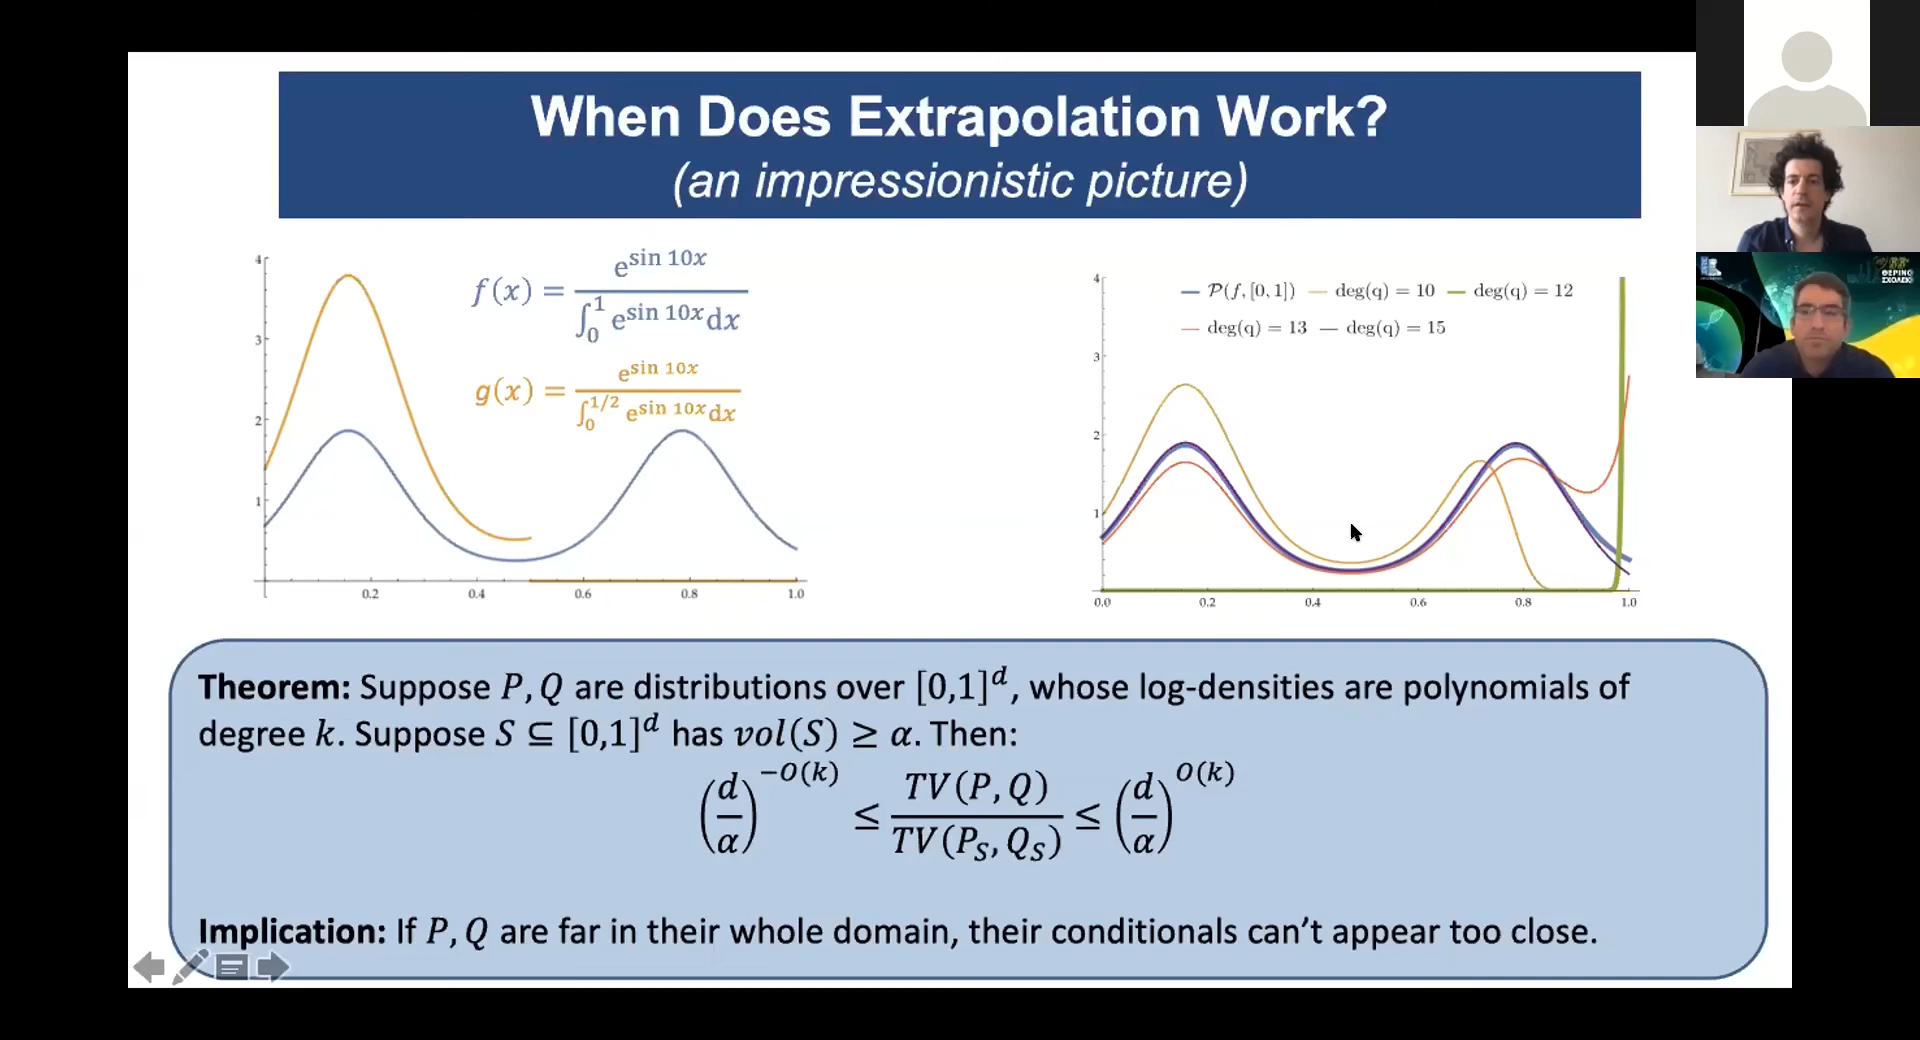 When Does Extrapolation Work?
(an impressionistic picture)
f(x) = e^{sin 10x} / ∫_0^1 e^{sin 10x} dx
g(x) = e^{sin 10x} / ∫_0^{1/2} e^{sin 10x} dx
4
3
2
1
0.2 0.4 0.6 0.8 1.0
𝒫(f, [0, 1]) deg(q) = 10 deg(q) = 12
deg(q) = 13 deg(q) = 15
4
3
2
1
0.0 0.2 0.4 0.6 0.8 1.0
Theorem: Suppose P, Q are distributions over [0,1]^d, whose log-densities are polynomials of
degree k. Suppose S ⊆ [0,1]^d has vol(S) ≥ α. Then:
(d/α)^{-O(k)} ≤ TV(P, Q) / TV(P_S, Q_S) ≤ (d/α)^{O(k)}
Implication: If P, Q are far in their whole domain, their conditionals can't appear too close.
ΘΕΡΙΝΟ
ΣΧΟΛΕΙΟ